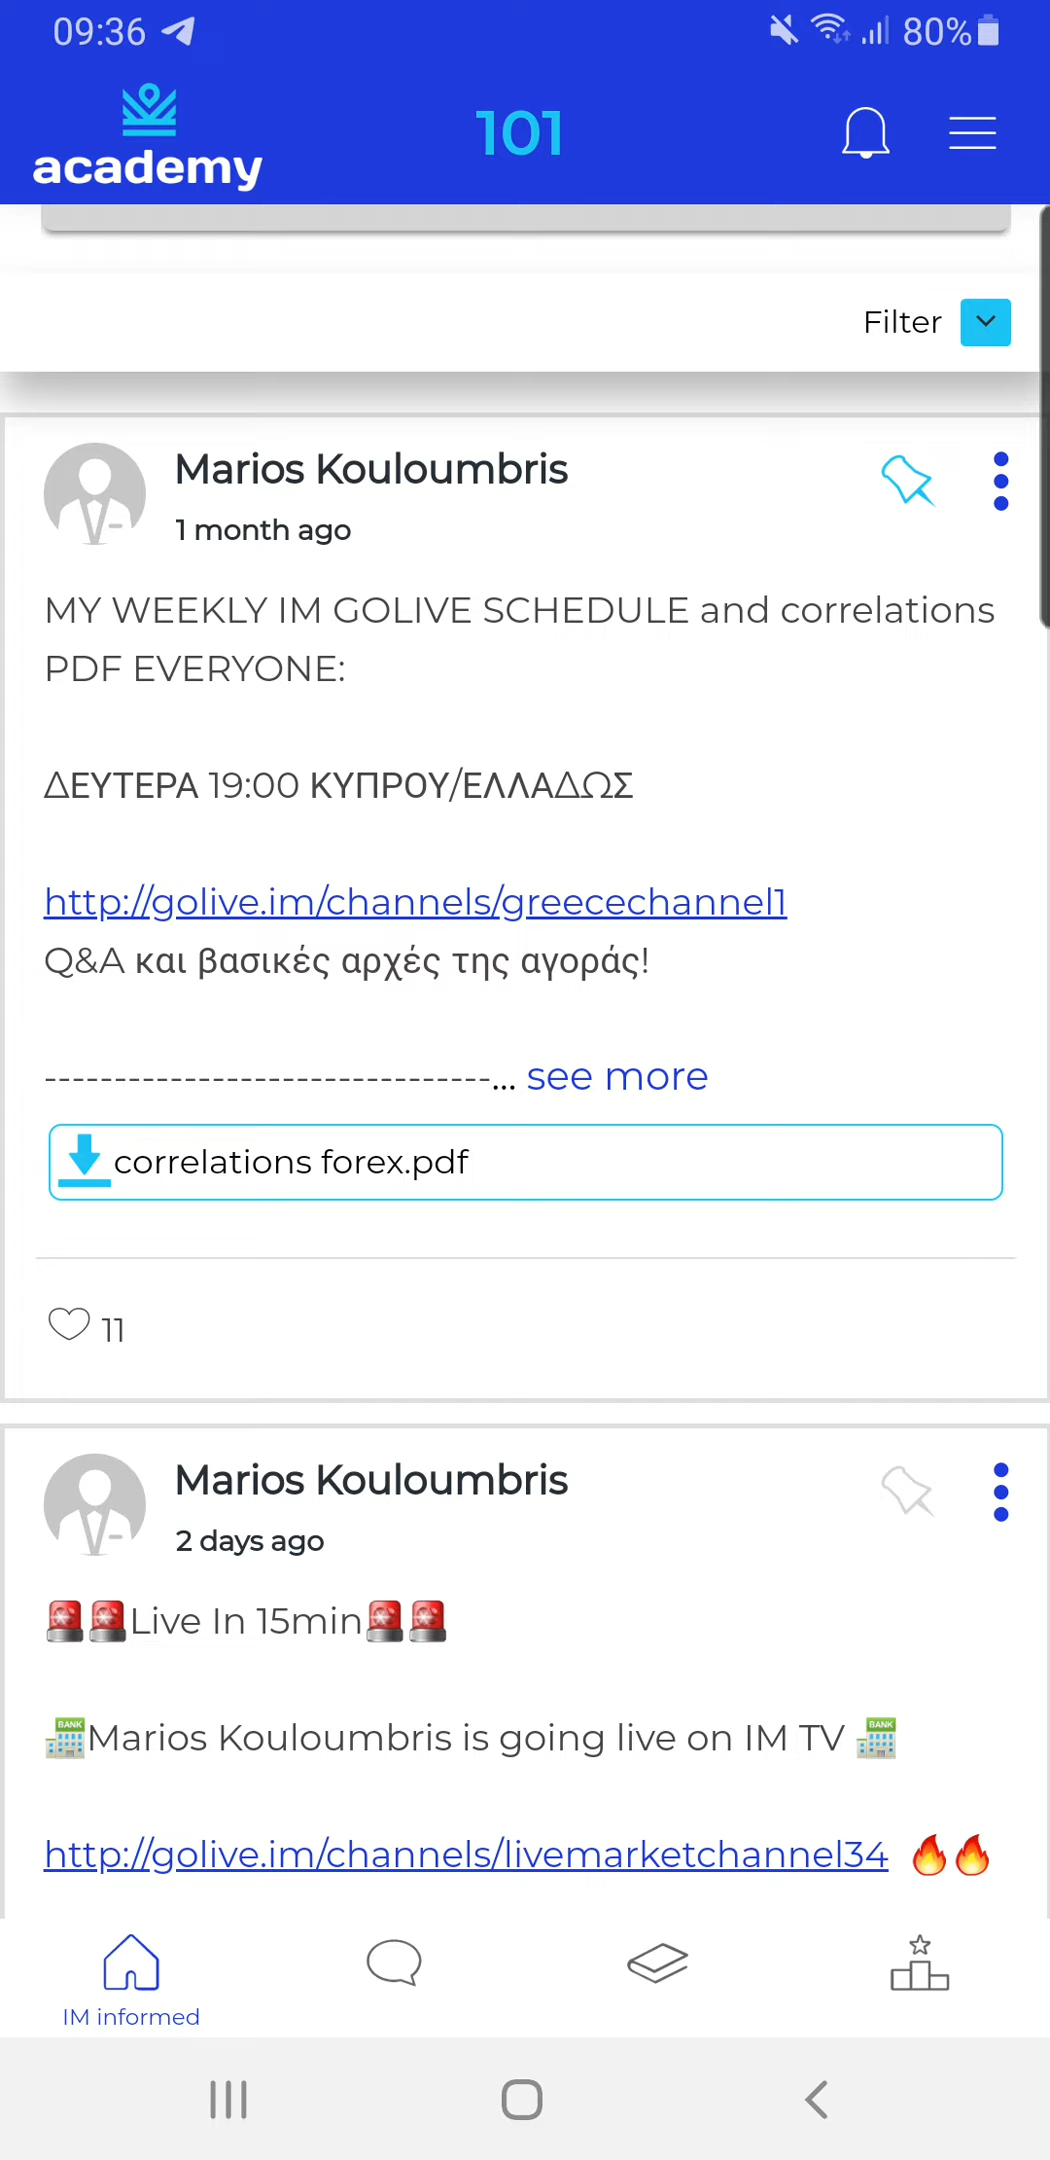 09:36
80%
academy
101
Filter
Marios Kouloumbris
1 month ago
MY WEEKLY IM GOLIVE SCHEDULE and correlations
PDF EVERYONE:
ΔΕΥΤΕΡΑ 19:00 ΚΥΠΡΟΥ/ΕΛΛΑΔΩΣ
http://golive.im/channels/greecechannel1
Q&A και βασικές αρχές της αγοράς!
--------------------------------... see more
correlations forex.pdf
11
Marios Kouloumbris
2 days ago
🚨🚨Live In 15min🚨🚨
🏦Marios Kouloumbris is going live on IM TV 🏦
http://golive.im/channels/livemarketchannel34 🔥🔥
IM informed